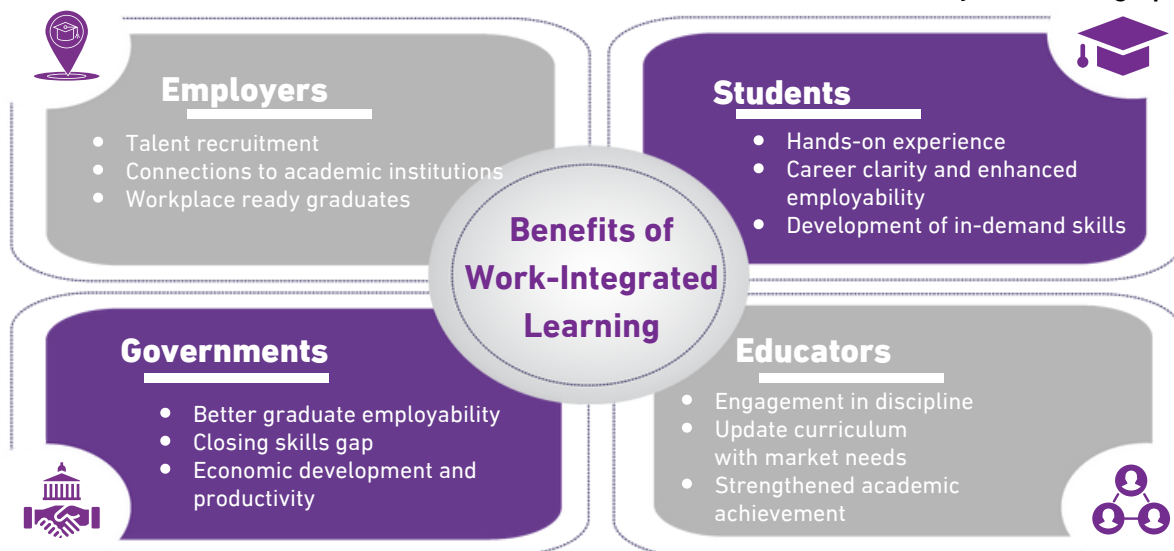 Employers
Talent recruitment
Connections to academic institutions
Workplace ready graduates
Students
Hands-on experience
Career clarity and enhanced
employability
Development of in-demand skills
Benefits of
Work-Integrated
Learning
Governments
Better graduate employability
Closing skills gap
Economic development and
productivity
Educators
Engagement in discipline
Update curriculum
with market needs
Strengthened academic
achievement